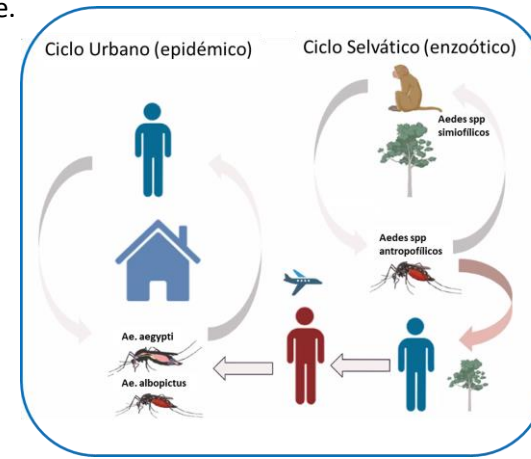 e.
Ciclo Urbano (epidémico)
Ciclo Selvático (enzoótico)
Aedes spp
simiofílicos
Aedes spp
antropofílicos
Ae. aegypti
Ae. albopictus